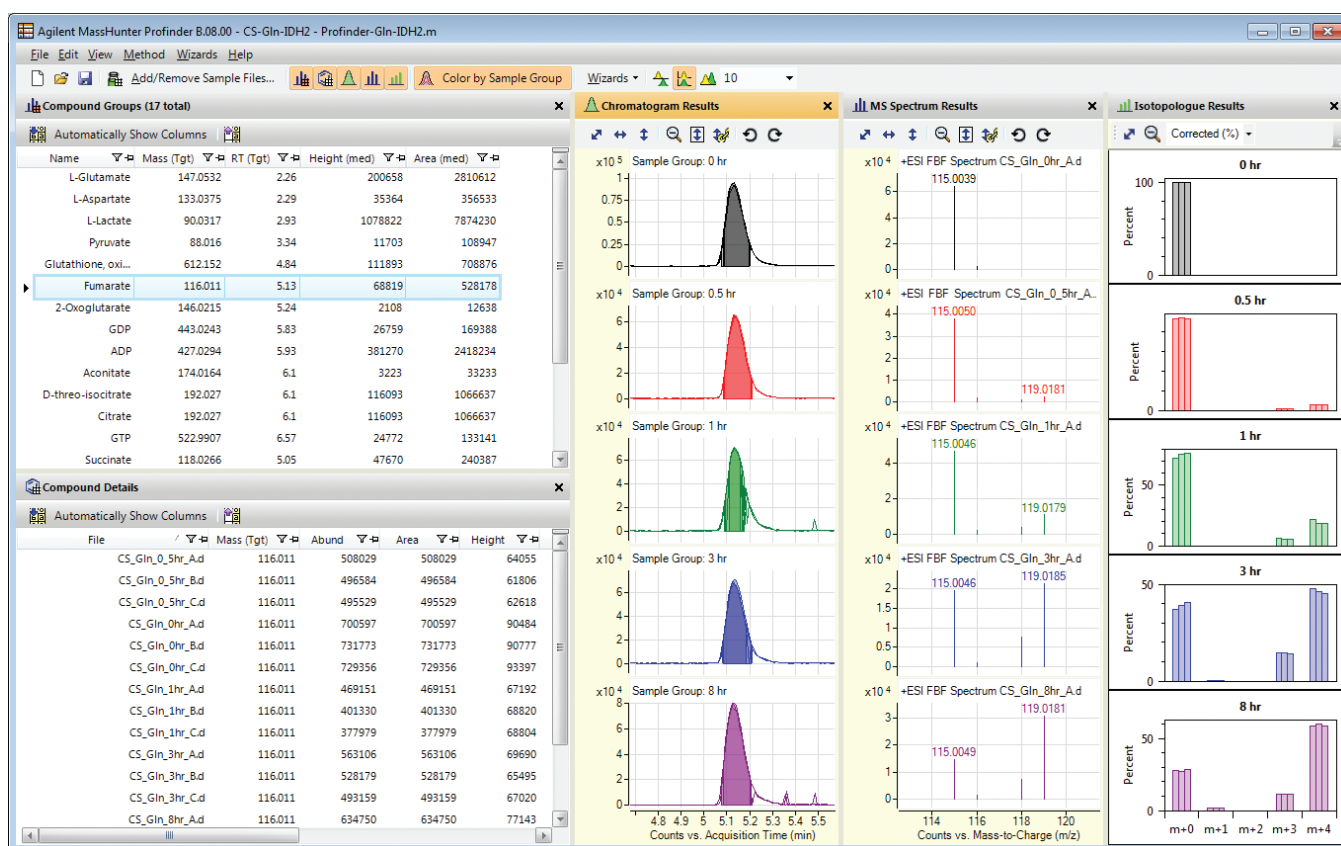 Agilent MassHunter Profinder B.08.00 - CS-Gln-IDH2 - Profinder-Gln-IDH2.m
File Edit View Method Wizards Help
Add/Remove Sample Files... Color by Sample Group Wizards 10
Compound Groups (17 total)
Automatically Show Columns
Name Mass (Tgt) RT (Tgt) Height (med) Area (med)
L-Glutamate 147.0532 2.26 200658 2810612
L-Aspartate 133.0375 2.29 35364 356533
L-Lactate 90.0317 2.93 1078822 7874230
Pyruvate 88.016 3.34 11703 108947
Glutathione, oxi... 612.152 4.84 111893 708876
Fumarate 116.011 5.13 68819 528178
2-Oxoglutarate 146.0215 5.24 2108 12638
GDP 443.0243 5.83 26759 169388
ADP 427.0294 5.93 381270 2418234
Aconitate 174.0164 6.1 3223 33233
D-threo-isocitrate 192.027 6.1 116093 1066637
Citrate 192.027 6.1 116093 1066637
GTP 522.9907 6.57 24772 133141
Succinate 118.0266 5.05 47670 240387
Compound Details
Automatically Show Columns
File Mass (Tgt) Abund Area Height
CS_Gln_0_5hr_A.d 116.011 508029 508029 64055
CS_Gln_0_5hr_B.d 116.011 496584 496584 61806
CS_Gln_0_5hr_C.d 116.011 495529 495529 62618
CS_Gln_0hr_A.d 116.011 700597 700597 90484
CS_Gln_0hr_B.d 116.011 731773 731773 90777
CS_Gln_0hr_C.d 116.011 729356 729356 93397
CS_Gln_1hr_A.d 116.011 469151 469151 67192
CS_Gln_1hr_B.d 116.011 401330 401330 68820
CS_Gln_1hr_C.d 116.011 377979 377979 68804
CS_Gln_3hr_A.d 116.011 563106 563106 69690
CS_Gln_3hr_B.d 116.011 528179 528179 65495
CS_Gln_3hr_C.d 116.011 493159 493159 67020
CS_Gln_8hr_A.d 116.011 634750 634750 77143
Chromatogram Results
x10 5 Sample Group: 0 hr
1
0.75
0.5
0.25
0
x10 4 Sample Group: 0.5 hr
6
4
2
0
x10 4 Sample Group: 1 hr
6
4
2
0
x10 4 Sample Group: 3 hr
6
4
2
0
x10 4 Sample Group: 8 hr
8
6
4
2
0
4.8 4.9 5 5.1 5.2 5.3 5.4 5.5
Counts vs. Acquisition Time (min)
MS Spectrum Results
x10 4 +ESI FBF Spectrum CS_Gln_0hr_A.d
115.0039
6
4
2
0
x10 4 +ESI FBF Spectrum CS_Gln_0_5hr_A...
115.0050
4
3
2
1
119.0181
0
x10 4 +ESI FBF Spectrum CS_Gln_1hr_A.d
115.0046
4
2
119.0179
0
x10 4 +ESI FBF Spectrum CS_Gln_3hr_A.d
115.0046 119.0185
2
1.5
1
0.5
0
x10 4 +ESI FBF Spectrum CS_Gln_8hr_A.d
119.0181
3
2
115.0049
1
0
114 116 118 120
Counts vs. Mass-to-Charge (m/z)
Isotopologue Results
Corrected (%)
0 hr
100
Percent
0
0.5 hr
Percent
0
1 hr
50
Percent
0
3 hr
50
Percent
0
8 hr
50
Percent
0
m+0 m+1 m+2 m+3 m+4